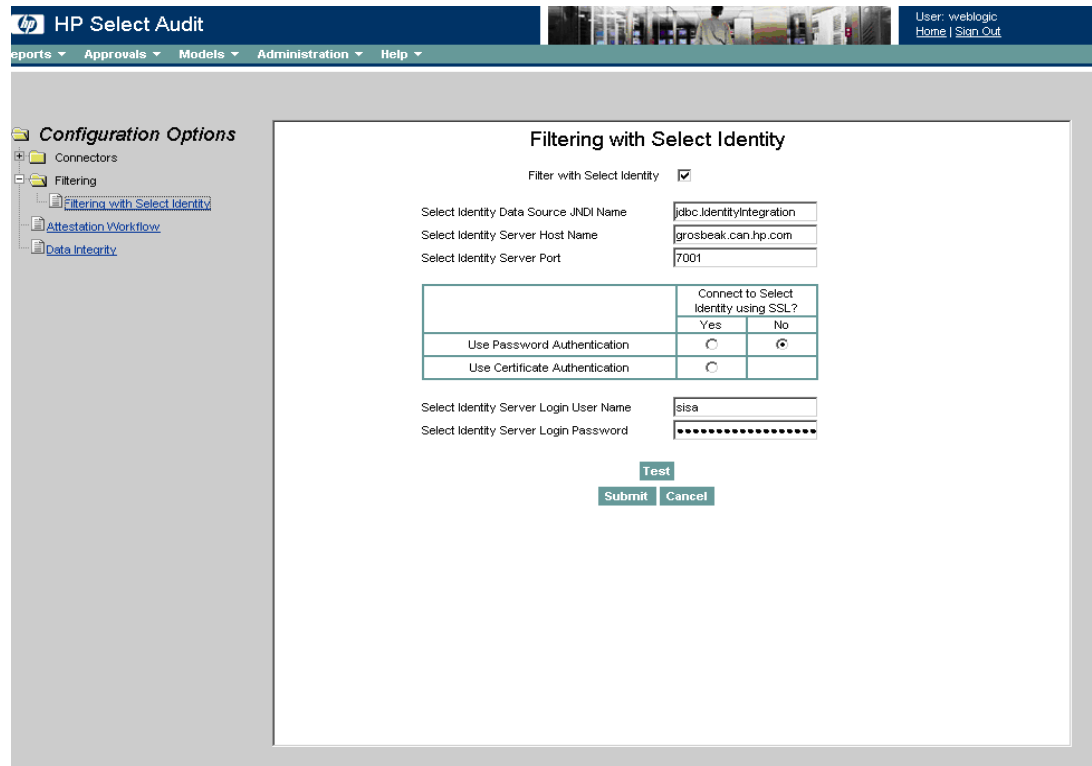 hp HP Select Audit
User: weblogic
Home | Sign Out
eports Approvals Models Administration Help
Configuration Options
Connectors
Filtering
Filtering with Select Identity
Attestation Workflow
Data Integrity
Filtering with Select Identity
Filter with Select Identity
Select Identity Data Source JNDI Name jdbc.IdentityIntegration
Select Identity Server Host Name grosbeak.can.hp.com
Select Identity Server Port 7001
Connect to Select
Identity using SSL?
Yes No
Use Password Authentication
Use Certificate Authentication
Select Identity Server Login User Name sisa
Select Identity Server Login Password ••••••••••••••••••
Test
Submit Cancel